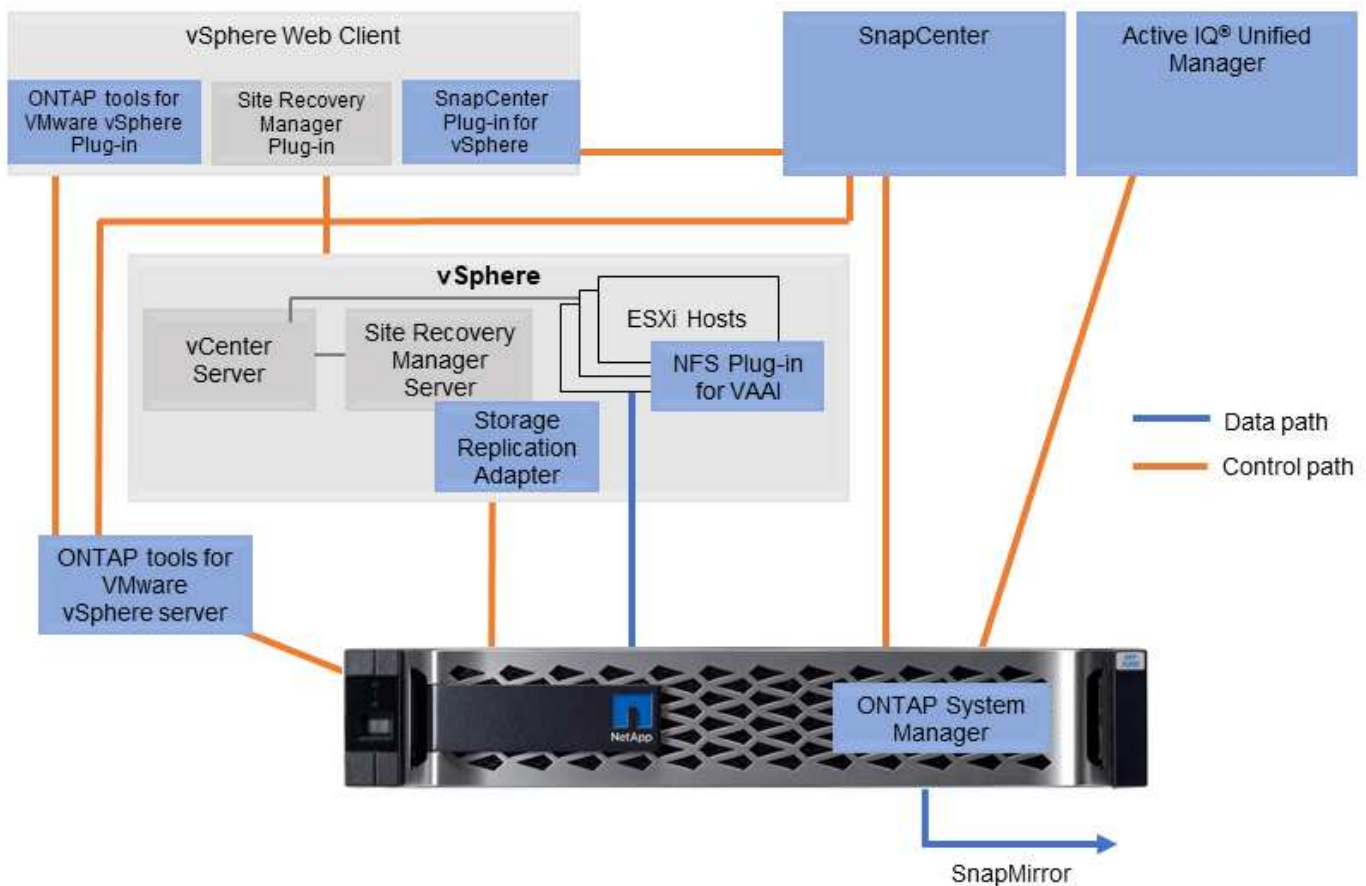 vSphere Web Client
ONTAP tools for
VMware vSphere
Plug-in
Site Recovery
Manager
Plug-in
SnapCenter
Plug-in for
vSphere
SnapCenter
Active IQ® Unified
Manager
vSphere
vCenter
Server
Site Recovery
Manager
Server
Storage
Replication
Adapter
ESXi Hosts
NFS Plug-in
for VAAI
Data path
Control path
ONTAP tools for
VMware
vSphere server
NetApp
ONTAP System
Manager
SnapMirror